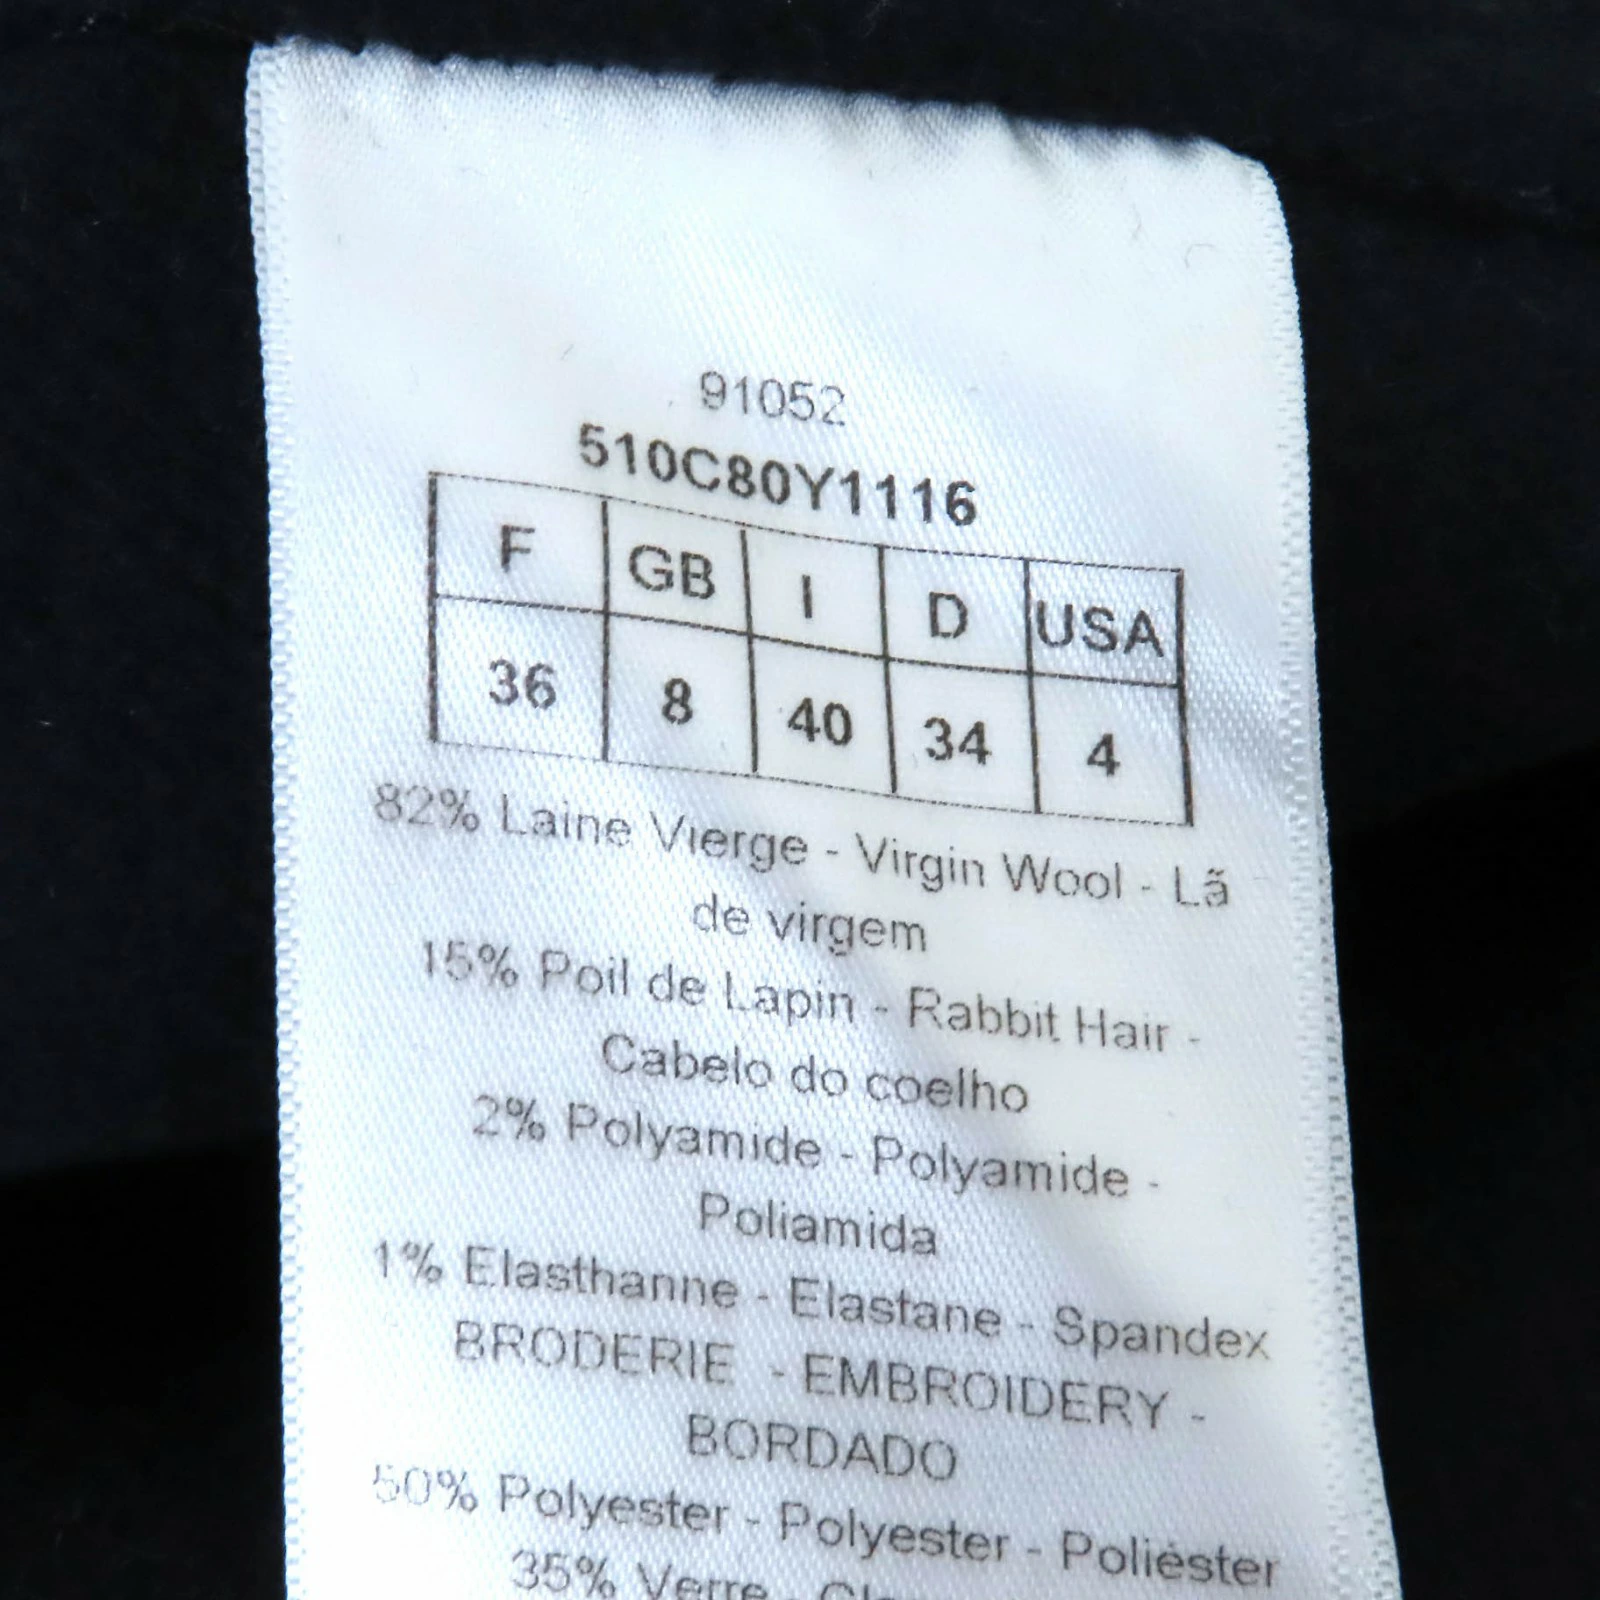 91052
510C80Y1116
F GB I D USA
36 8 40 34 4
82% Laine Vierge - Virgin Wool - Lã
de virgem
15% Poil de Lapin - Rabbit Hair -
Cabelo do coelho
2% Polyamide - Polyamide -
Poliamida
1% Elasthanne - Elastane - Spandex
BRODERIE - EMBROIDERY -
BORDADO
50% Polyester - Polyester - Poliéster
35% Verre -